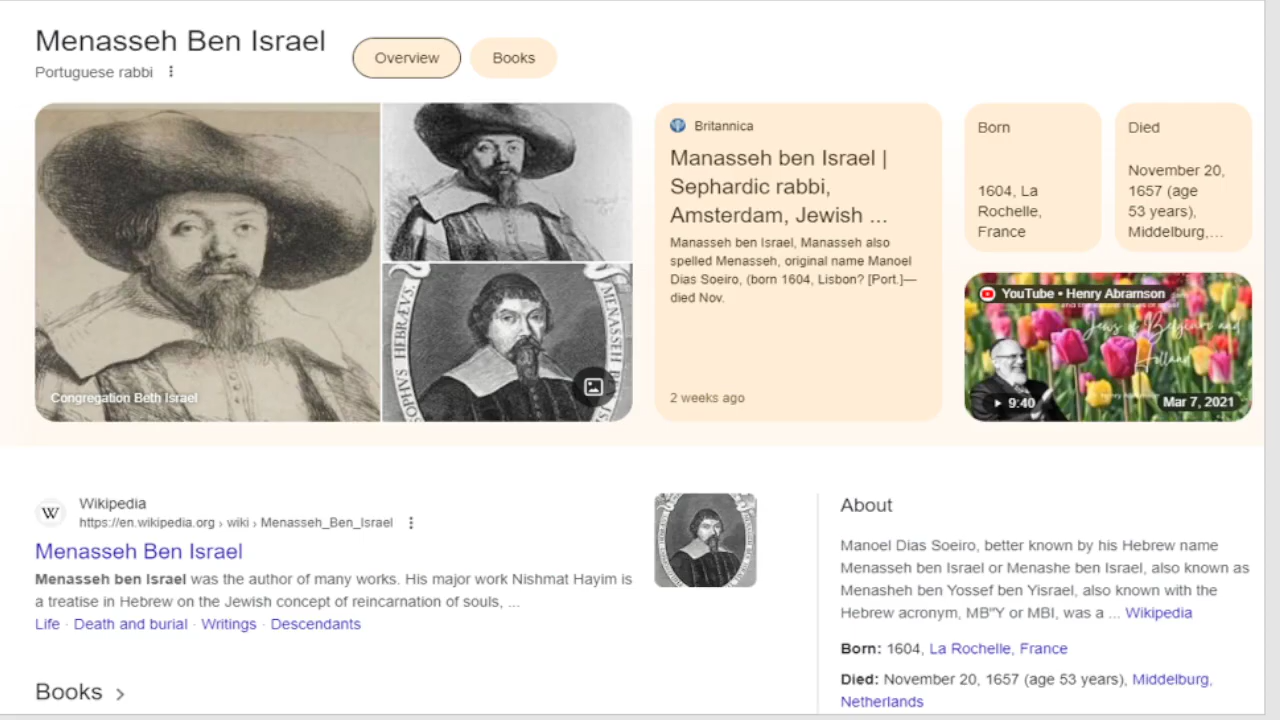 Menasseh Ben Israel
Portuguese rabbi
Overview
Books
Congregation Beth Israel
HEBRÆVS.
MENASSEH
Britannica
Manasseh ben Israel |
Sephardic rabbi,
Amsterdam, Jewish ...
Manasseh ben Israel, Manasseh also
spelled Menasseh, original name Manoel
Dias Soeiro, (born 1604, Lisbon? [Port.]—
died Nov.
2 weeks ago
Born
1604, La
Rochelle,
France
Died
November 20,
1657 (age
53 years),
Middelburg,…
YouTube • Henry Abramson
Jews of Belgium and
Holland
9:40
Mar 7, 2021
W
Wikipedia
https://en.wikipedia.org › wiki › Menasseh_Ben_Israel
Menasseh Ben Israel
Menasseh ben Israel was the author of many works. His major work Nishmat Hayim is
a treatise in Hebrew on the Jewish concept of reincarnation of souls, ...
Life · Death and burial · Writings · Descendants
Books >
About
Manoel Dias Soeiro, better known by his Hebrew name
Menasseh ben Israel or Menashe ben Israel, also known as
Menasheh ben Yossef ben Yisrael, also known with the
Hebrew acronym, MB"Y or MBI, was a ... Wikipedia
Born: 1604, La Rochelle, France
Died: November 20, 1657 (age 53 years), Middelburg,
Netherlands